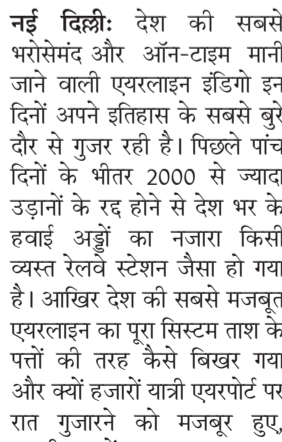 नई दिल्लीः देश की सबसे
भरोसेमंद और ऑन-टाइम मानी
जाने वाली एयरलाइन इंडिगो इन
दिनों अपने इतिहास के सबसे बुरे
दौर से गुजर रही है। पिछले पांच
दिनों के भीतर 2000 से ज्यादा
उड़ानों के रद्द होने से देश भर के
हवाई अड्डों का नजारा किसी
व्यस्त रेलवे स्टेशन जैसा हो गया
है। आखिर देश की सबसे मजबूत
एयरलाइन का पूरा सिस्टम ताश के
पत्तों की तरह कैसे बिखर गया
और क्यों हजारों यात्री एयरपोर्ट पर
रात गुजारने को मजबूर हुए,